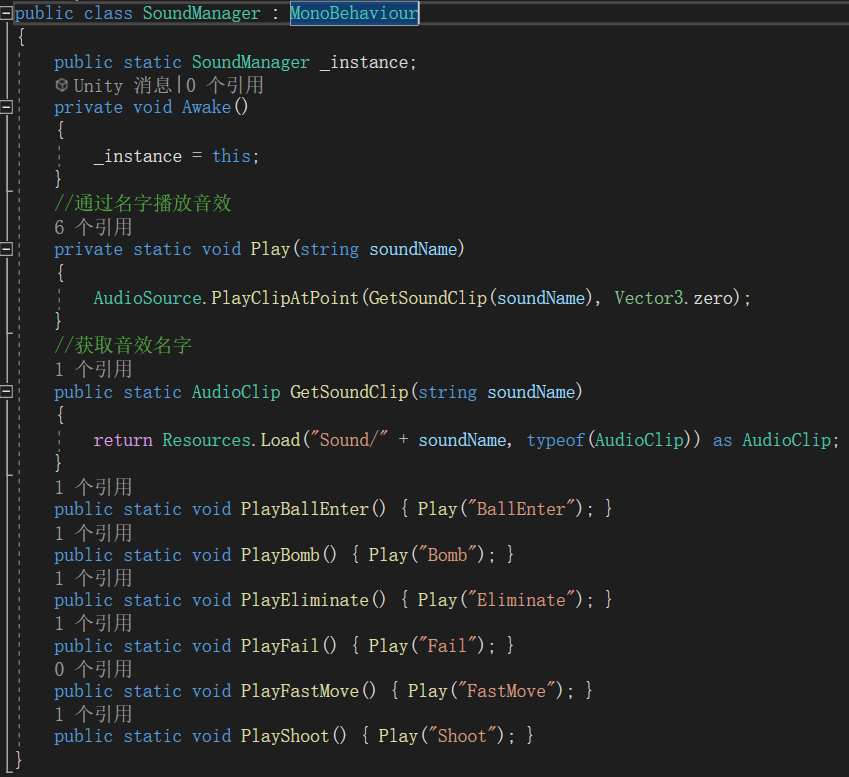 public class SoundManager : MonoBehaviour
{
public static SoundManager _instance;
Unity 消息|0 个引用
private void Awake()
{
_instance = this;
}
//通过名字播放音效
6 个引用
private static void Play(string soundName)
{
AudioSource.PlayClipAtPoint(GetSoundClip(soundName), Vector3.zero);
}
//获取音效名字
1 个引用
public static AudioClip GetSoundClip(string soundName)
{
return Resources.Load("Sound/" + soundName, typeof(AudioClip)) as AudioClip;
}
1 个引用
public static void PlayBallEnter() { Play("BallEnter"); }
1 个引用
public static void PlayBomb() { Play("Bomb"); }
1 个引用
public static void PlayEliminate() { Play("Eliminate"); }
1 个引用
public static void PlayFail() { Play("Fail"); }
0 个引用
public static void PlayFastMove() { Play("FastMove"); }
1 个引用
public static void PlayShoot() { Play("Shoot"); }
}